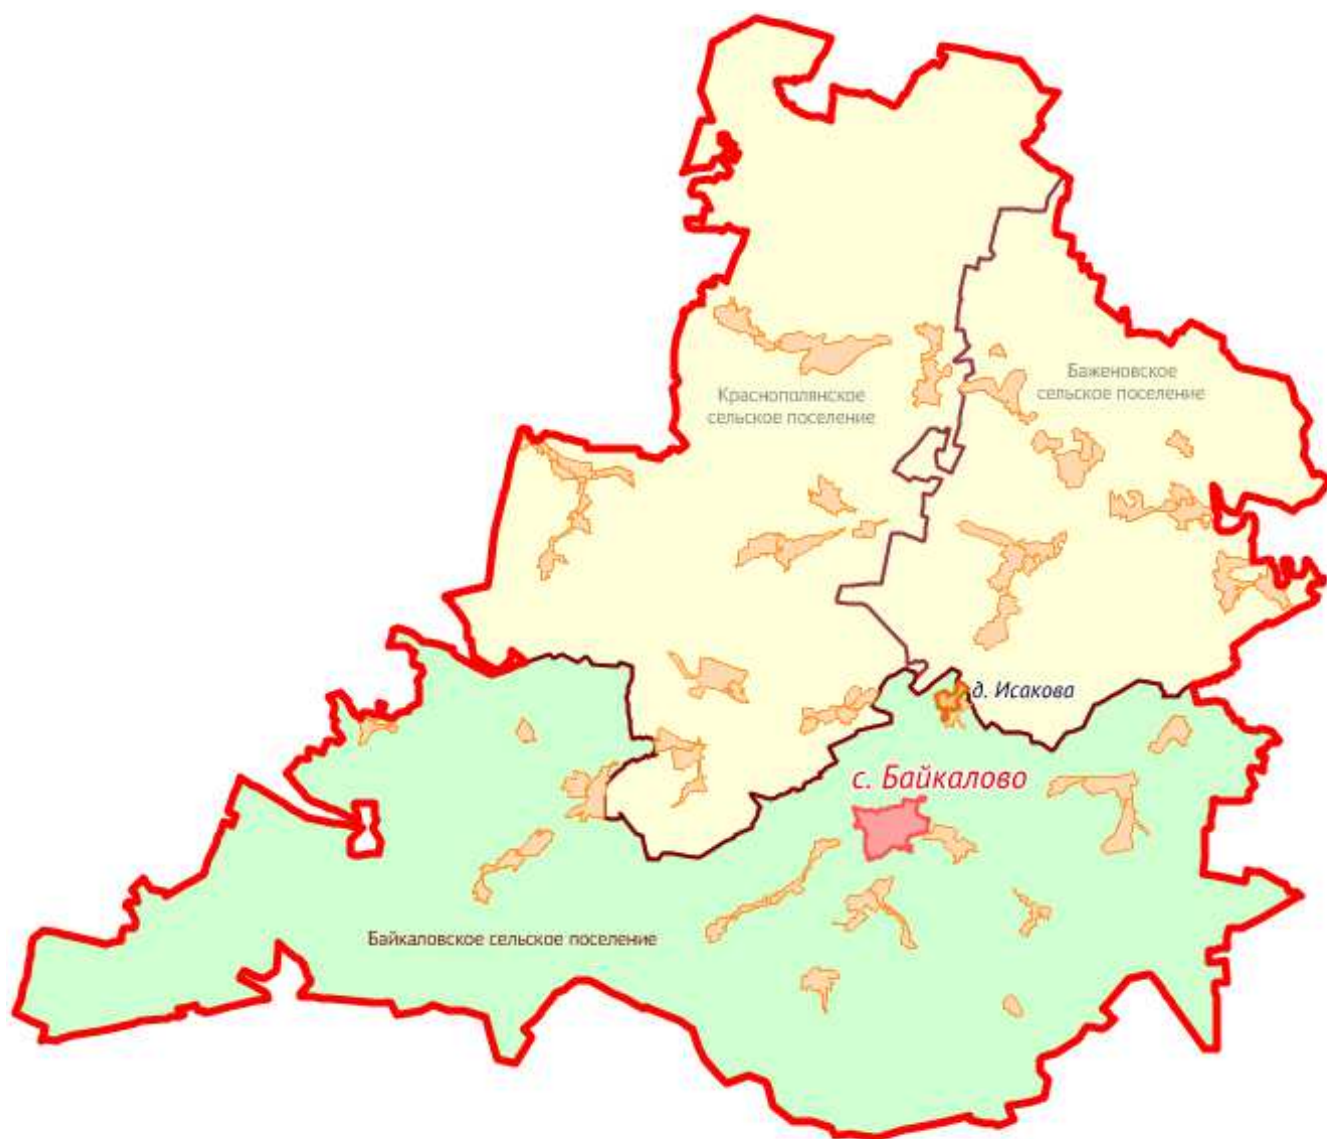 Баженовское
сельское поселение
Краснополянское
сельское поселение
д. Исакова
с. Байкалово
Байкаловское сельское поселение